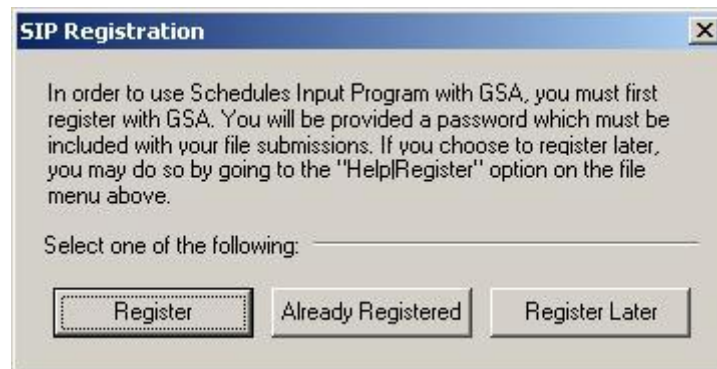 SIP Registration
In order to use Schedules Input Program with GSA, you must first
register with GSA. You will be provided a password which must be
included with your file submissions. If you choose to register later,
you may do so by going to the "Help|Register" option on the file
menu above.
Select one of the following:
Register Already Registered Register Later